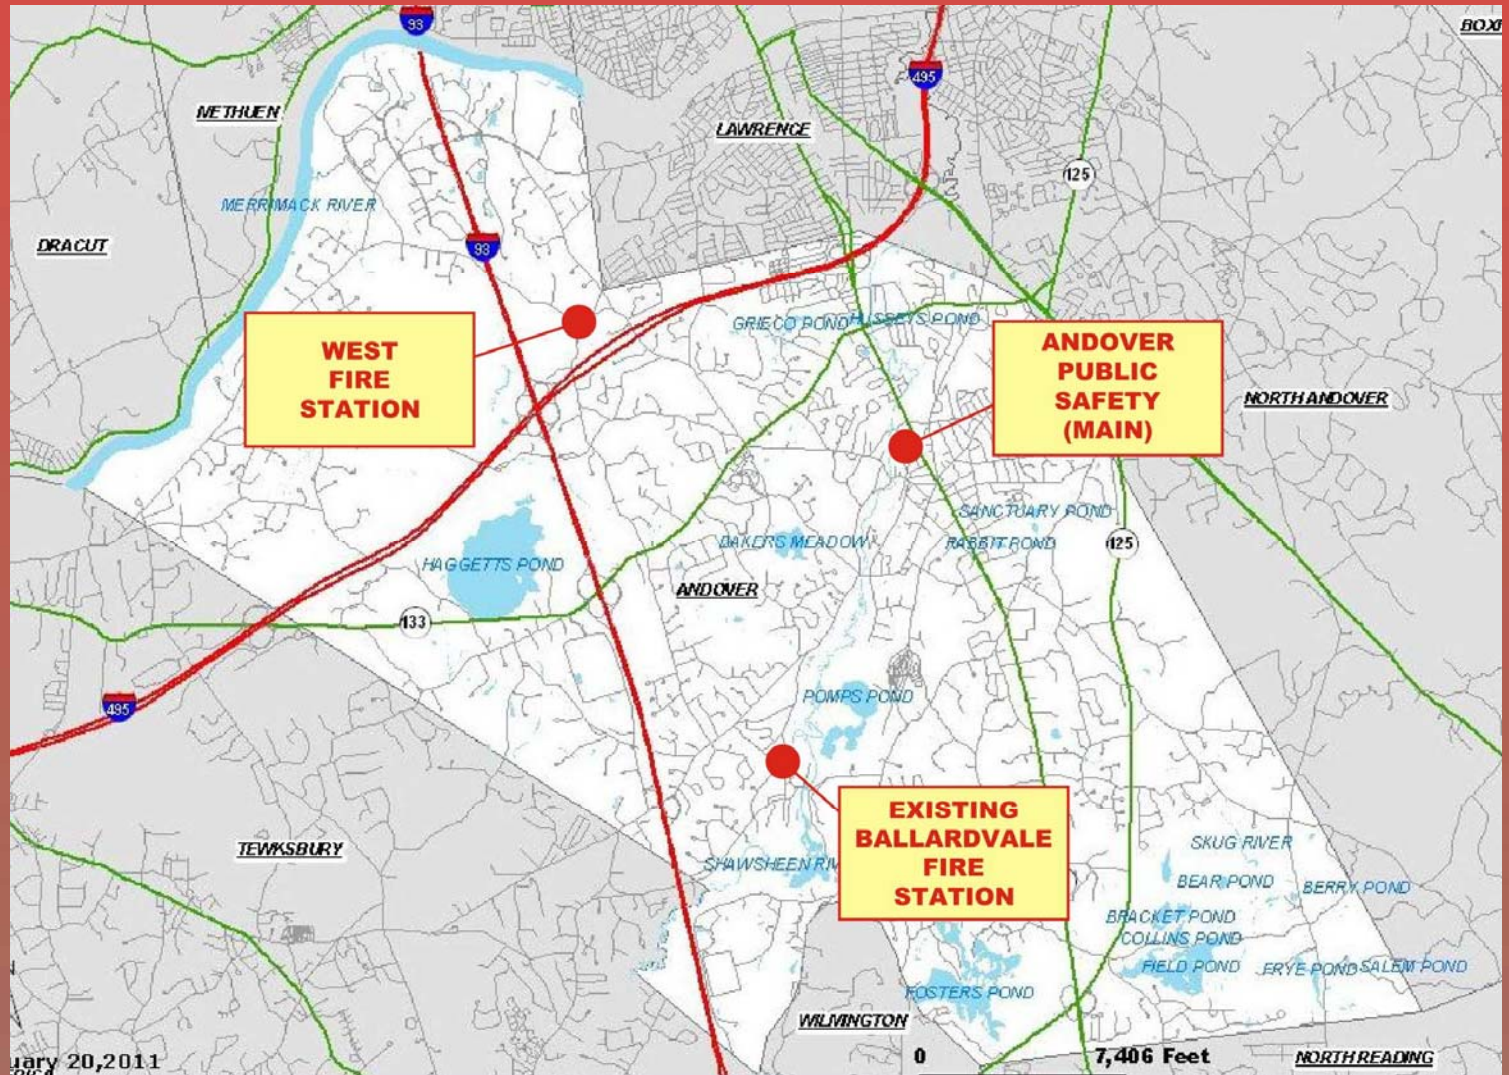 93
BOXF
METHUEN
495
LAWRENCE
125
MERRIMACK RIVER
DRACUT
93
WEST
FIRE
STATION
GRIECO POND
HUSSEYS POND
ANDOVER
PUBLIC
SAFETY
(MAIN)
NORTH ANDOVER
SANCTUARY POND
BAKERS MEADOW
RABBIT POND
125
HAGGETTS POND
ANDOVER
133
POMPS POND
495
EXISTING
BALLARDVALE
FIRE
STATION
TEWKSBURY
SHAWSHEEN RIV
SKUG RIVER
BEAR POND
BERRY POND
BRACKET POND
COLLINS POND
FIELD POND
FRYE POND
SALEM POND
FOSTERS POND
WILMINGTON
uary 20,2011
0
7,406 Feet
NORTH READING